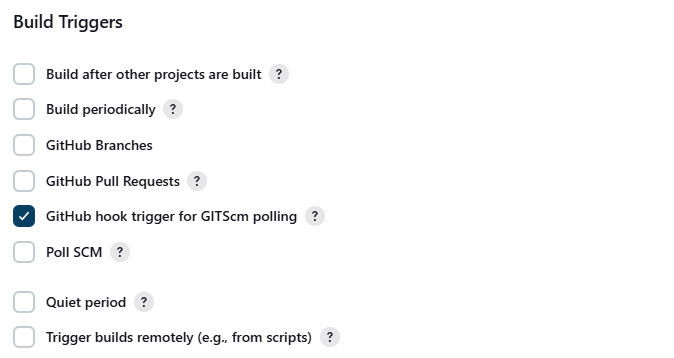 Build Triggers
Build after other projects are built ?
Build periodically ?
GitHub Branches
GitHub Pull Requests ?
GitHub hook trigger for GITScm polling ?
Poll SCM ?
Quiet period ?
Trigger builds remotely (e.g., from scripts) ?